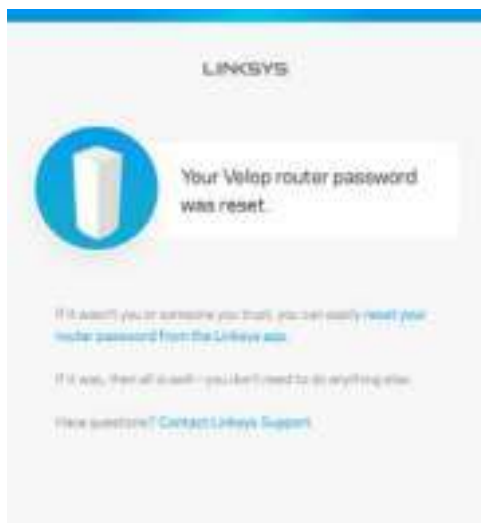 LINKSYS
Your Velop router password
was reset.
If it wasn't you or someone you trust, you can easily reset your
router password from the Linksys app.
If it was, then all is well - you don't need to do anything else.
Have questions? Contact Linksys Support